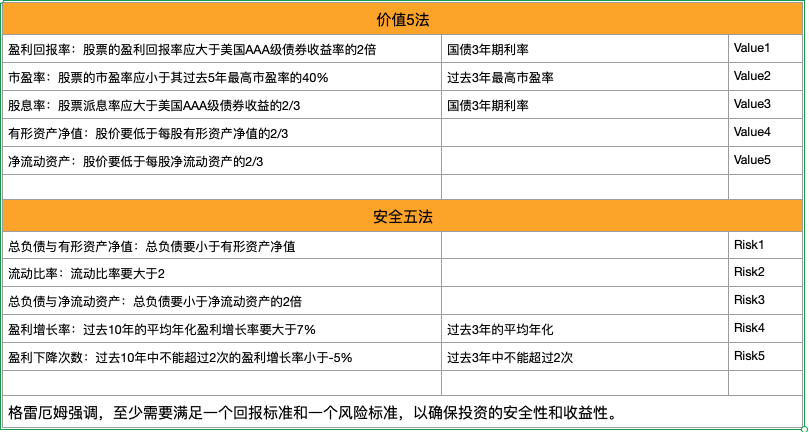 价值5法
盈利回报率：股票的盈利回报率应大于美国AAA级债券收益率的2倍 国债3年期利率 Value1
市盈率：股票的市盈率应小于其过去5年最高市盈率的40% 过去3年最高市盈率 Value2
股息率：股票派息率应大于美国AAA级债券收益的2/3 国债3年期利率 Value3
有形资产净值：股价要低于每股有形资产净值的2/3 Value4
净流动资产：股价要低于每股净流动资产的2/3 Value5
安全五法
总负债与有形资产净值：总负债要小于有形资产净值 Risk1
流动比率：流动比率要大于2 Risk2
总负债与净流动资产：总负债要小于净流动资产的2倍 Risk3
盈利增长率：过去10年的平均年化盈利增长率要大于7% 过去3年的平均年化 Risk4
盈利下降次数：过去10年中不能超过2次的盈利增长率小于-5% 过去3年中不能超过2次 Risk5
格雷厄姆强调，至少需要满足一个回报标准和一个风险标准，以确保投资的安全性和收益性。